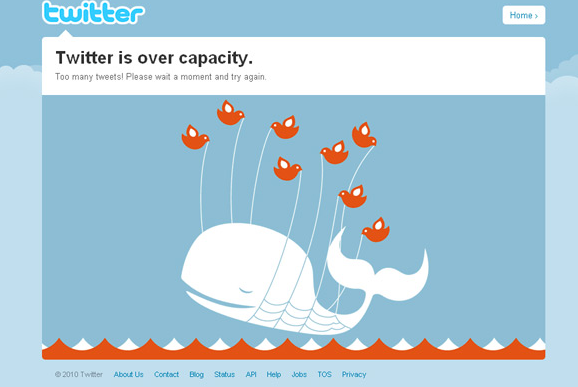 twitter
Home ›
Twitter is over capacity.
Too many tweets! Please wait a moment and try again.
© 2010 Twitter About Us Contact Blog Status API Help Jobs TOS Privacy